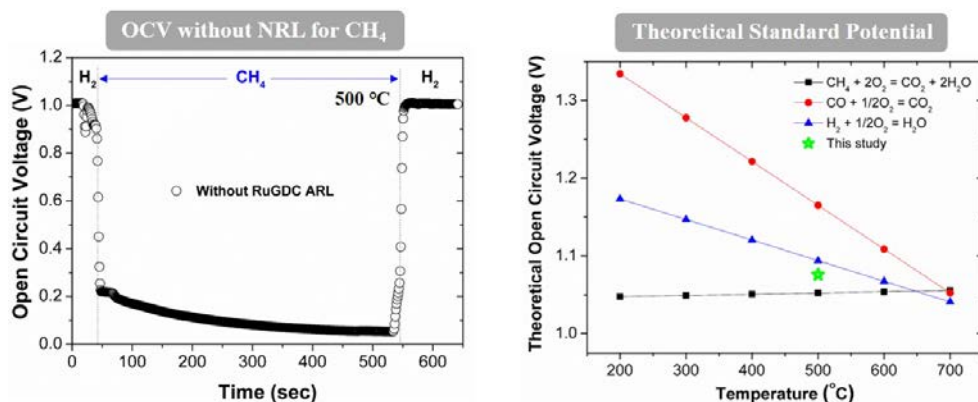 OCV without NRL for CH₄
Open Circuit Voltage (V)
1.2
1.0
0.8
0.6
0.4
0.2
0.0
H₂
CH₄
H₂
500 °C
Without RuGDC ARL
0 100 200 300 400 500 600
Time (sec)
Theoretical Standard Potential
Theoretical Open Circuit Voltage (V)
1.3
1.2
1.1
1.0
CH₄ + 2O₂ = CO₂ + 2H₂O
CO + 1/2O₂ = CO₂
H₂ + 1/2O₂ = H₂O
This study
200 300 400 500 600 700
Temperature (°C)